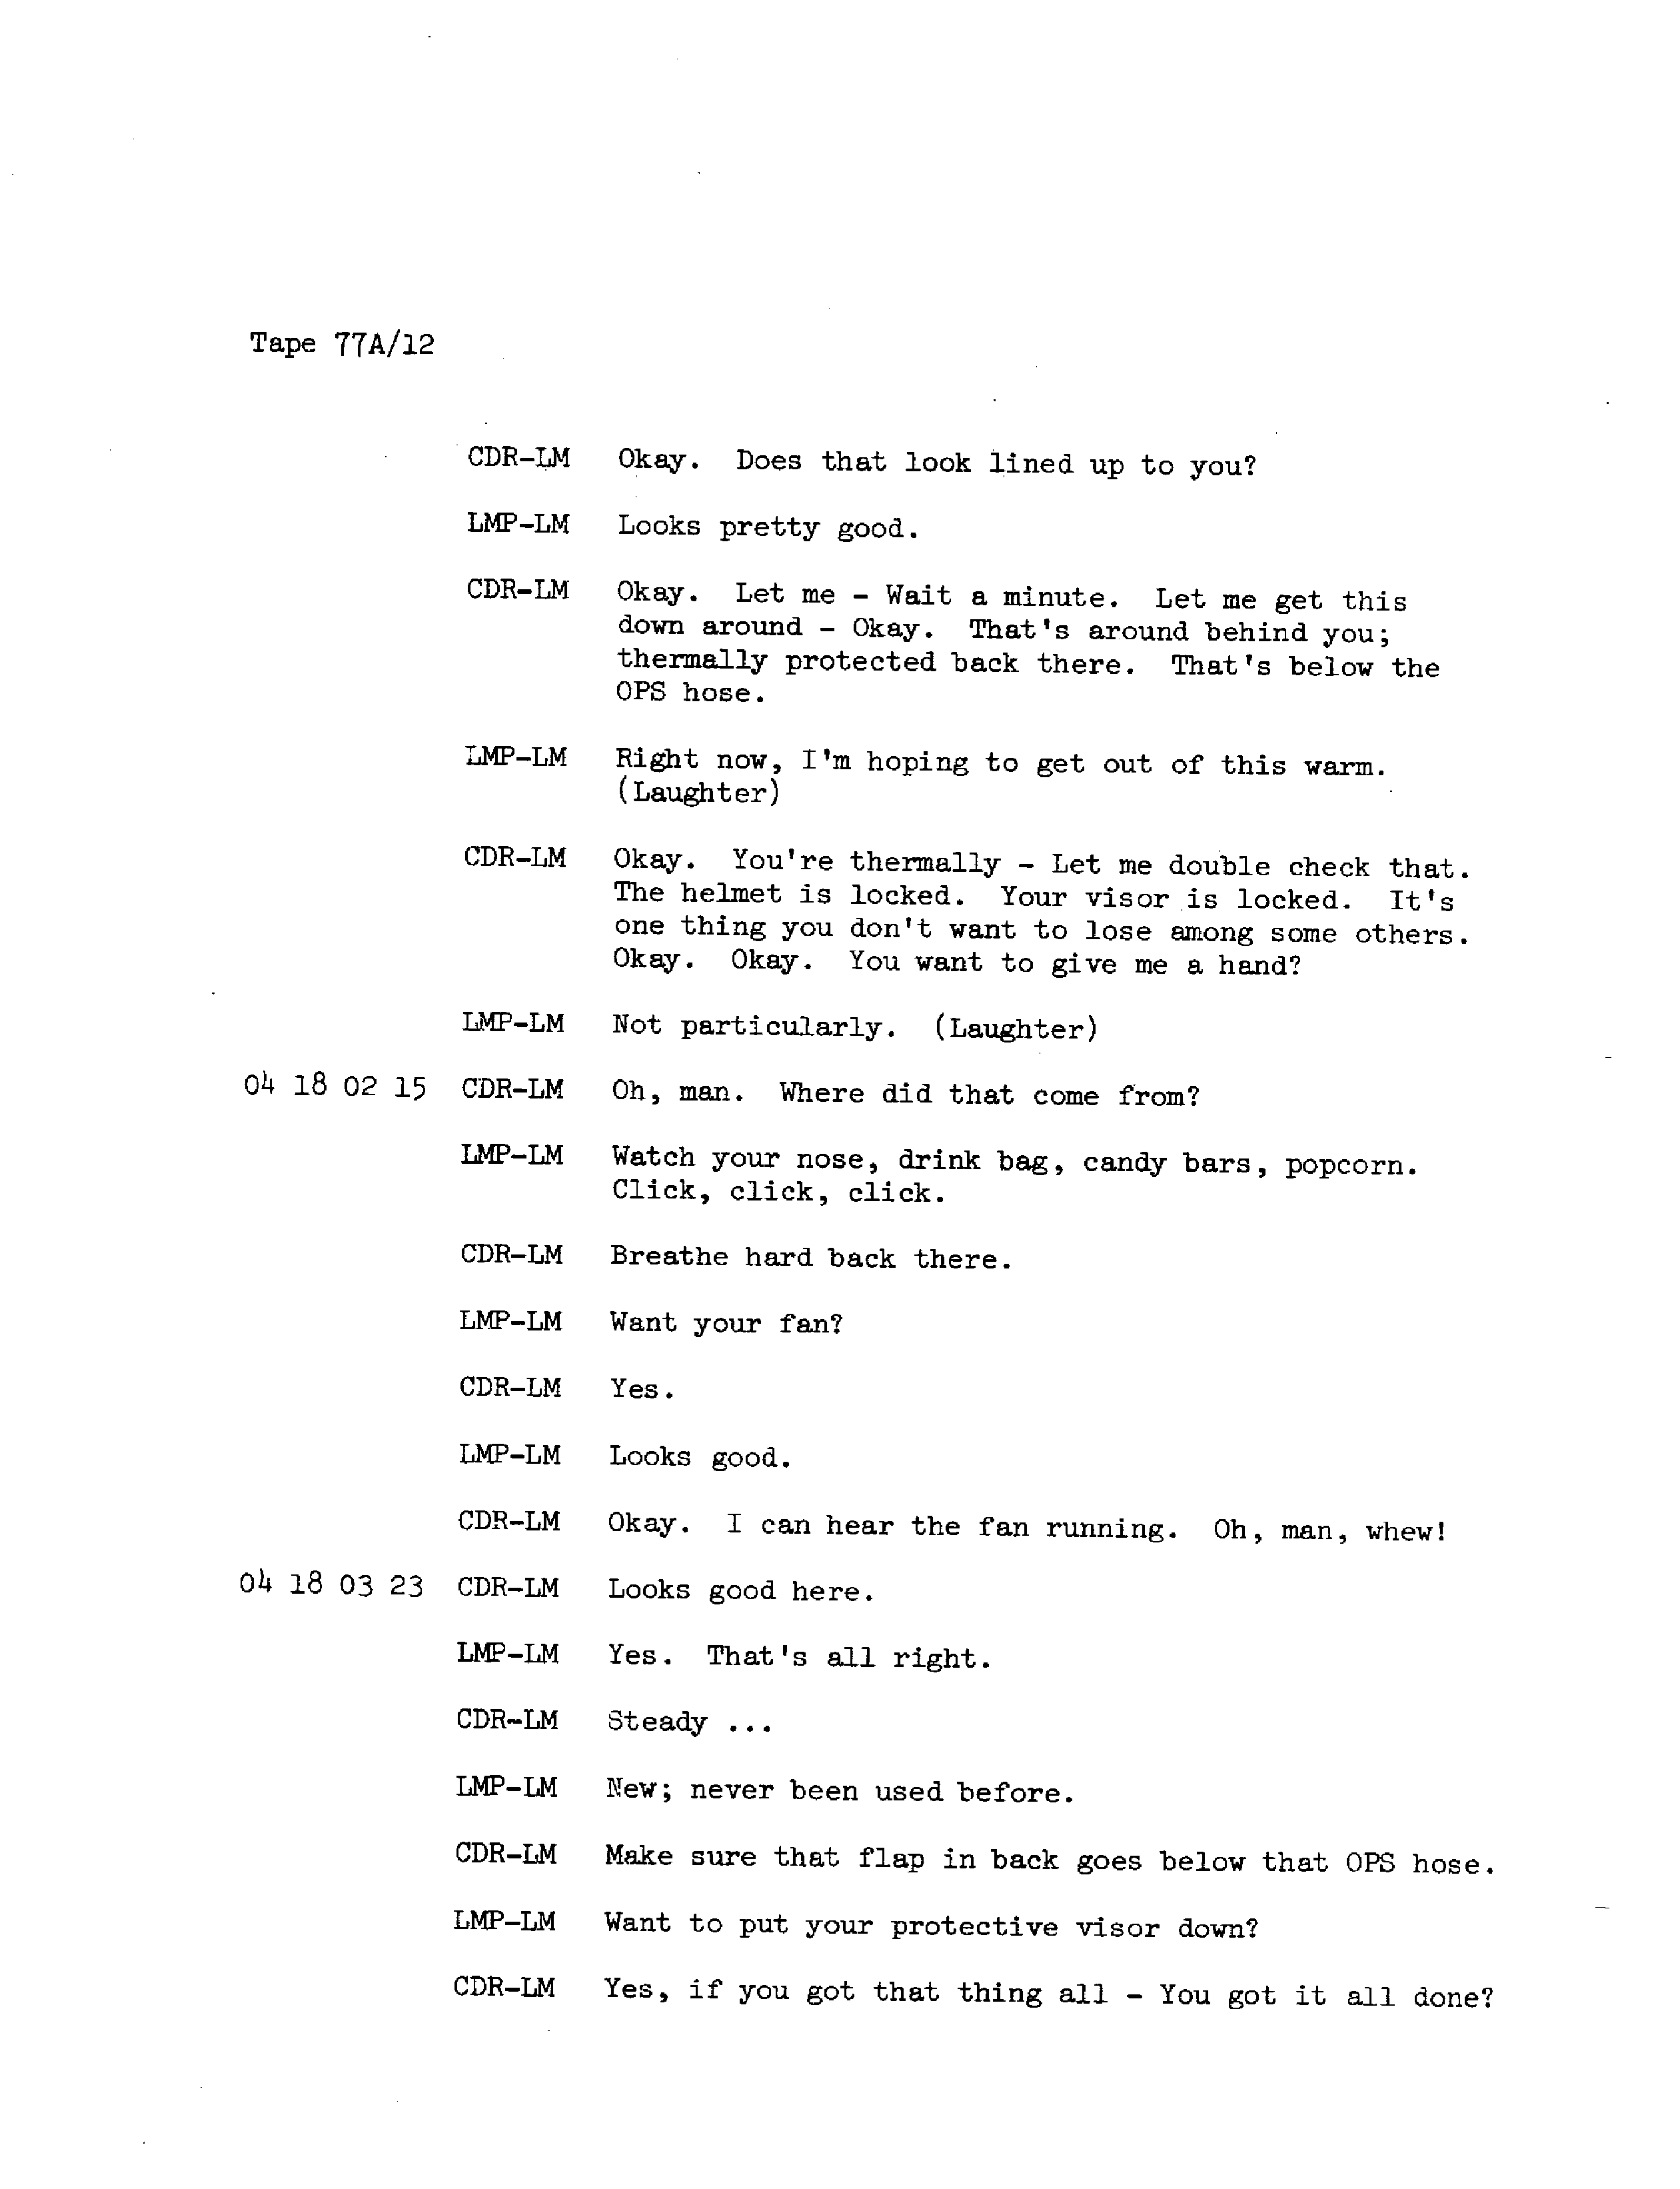 Tape 77A/12
CDR-LM Okay. Does that look lined up to you?
LMP-LM Looks pretty good.
CDR-LM Okay. Let me - Wait a minute. Let me get this
down around - Okay. That's around behind you;
thermally protected back there. That's below the
OPS hose.
LMP-LM Right now, I'm hoping to get out of this warm.
(Laughter)
CDR-LM Okay. You're thermally - Let me double check that.
The helmet is locked. Your visor is locked. It's
one thing you don't want to lose among some others.
Okay. Okay. You want to give me a hand?
LMP-LM Not particularly. (Laughter)
04 18 02 15 CDR-LM Oh, man. Where did that come from?
LMP-LM Watch your nose, drink bag, candy bars, popcorn.
Click, click, click.
CDR-LM Breathe hard back there.
LMP-LM Want your fan?
CDR-LM Yes.
LMP-LM Looks good.
CDR-LM Okay. I can hear the fan running. Oh, man, whew!
04 18 03 23 CDR-LM Looks good here.
LMP-LM Yes. That's all right.
CDR-LM Steady ...
LMP-LM New; never been used before.
CDR-LM Make sure that flap in back goes below that OPS hose.
LMP-LM Want to put your protective visor down?
CDR-LM Yes, if you got that thing all - You got it all done?